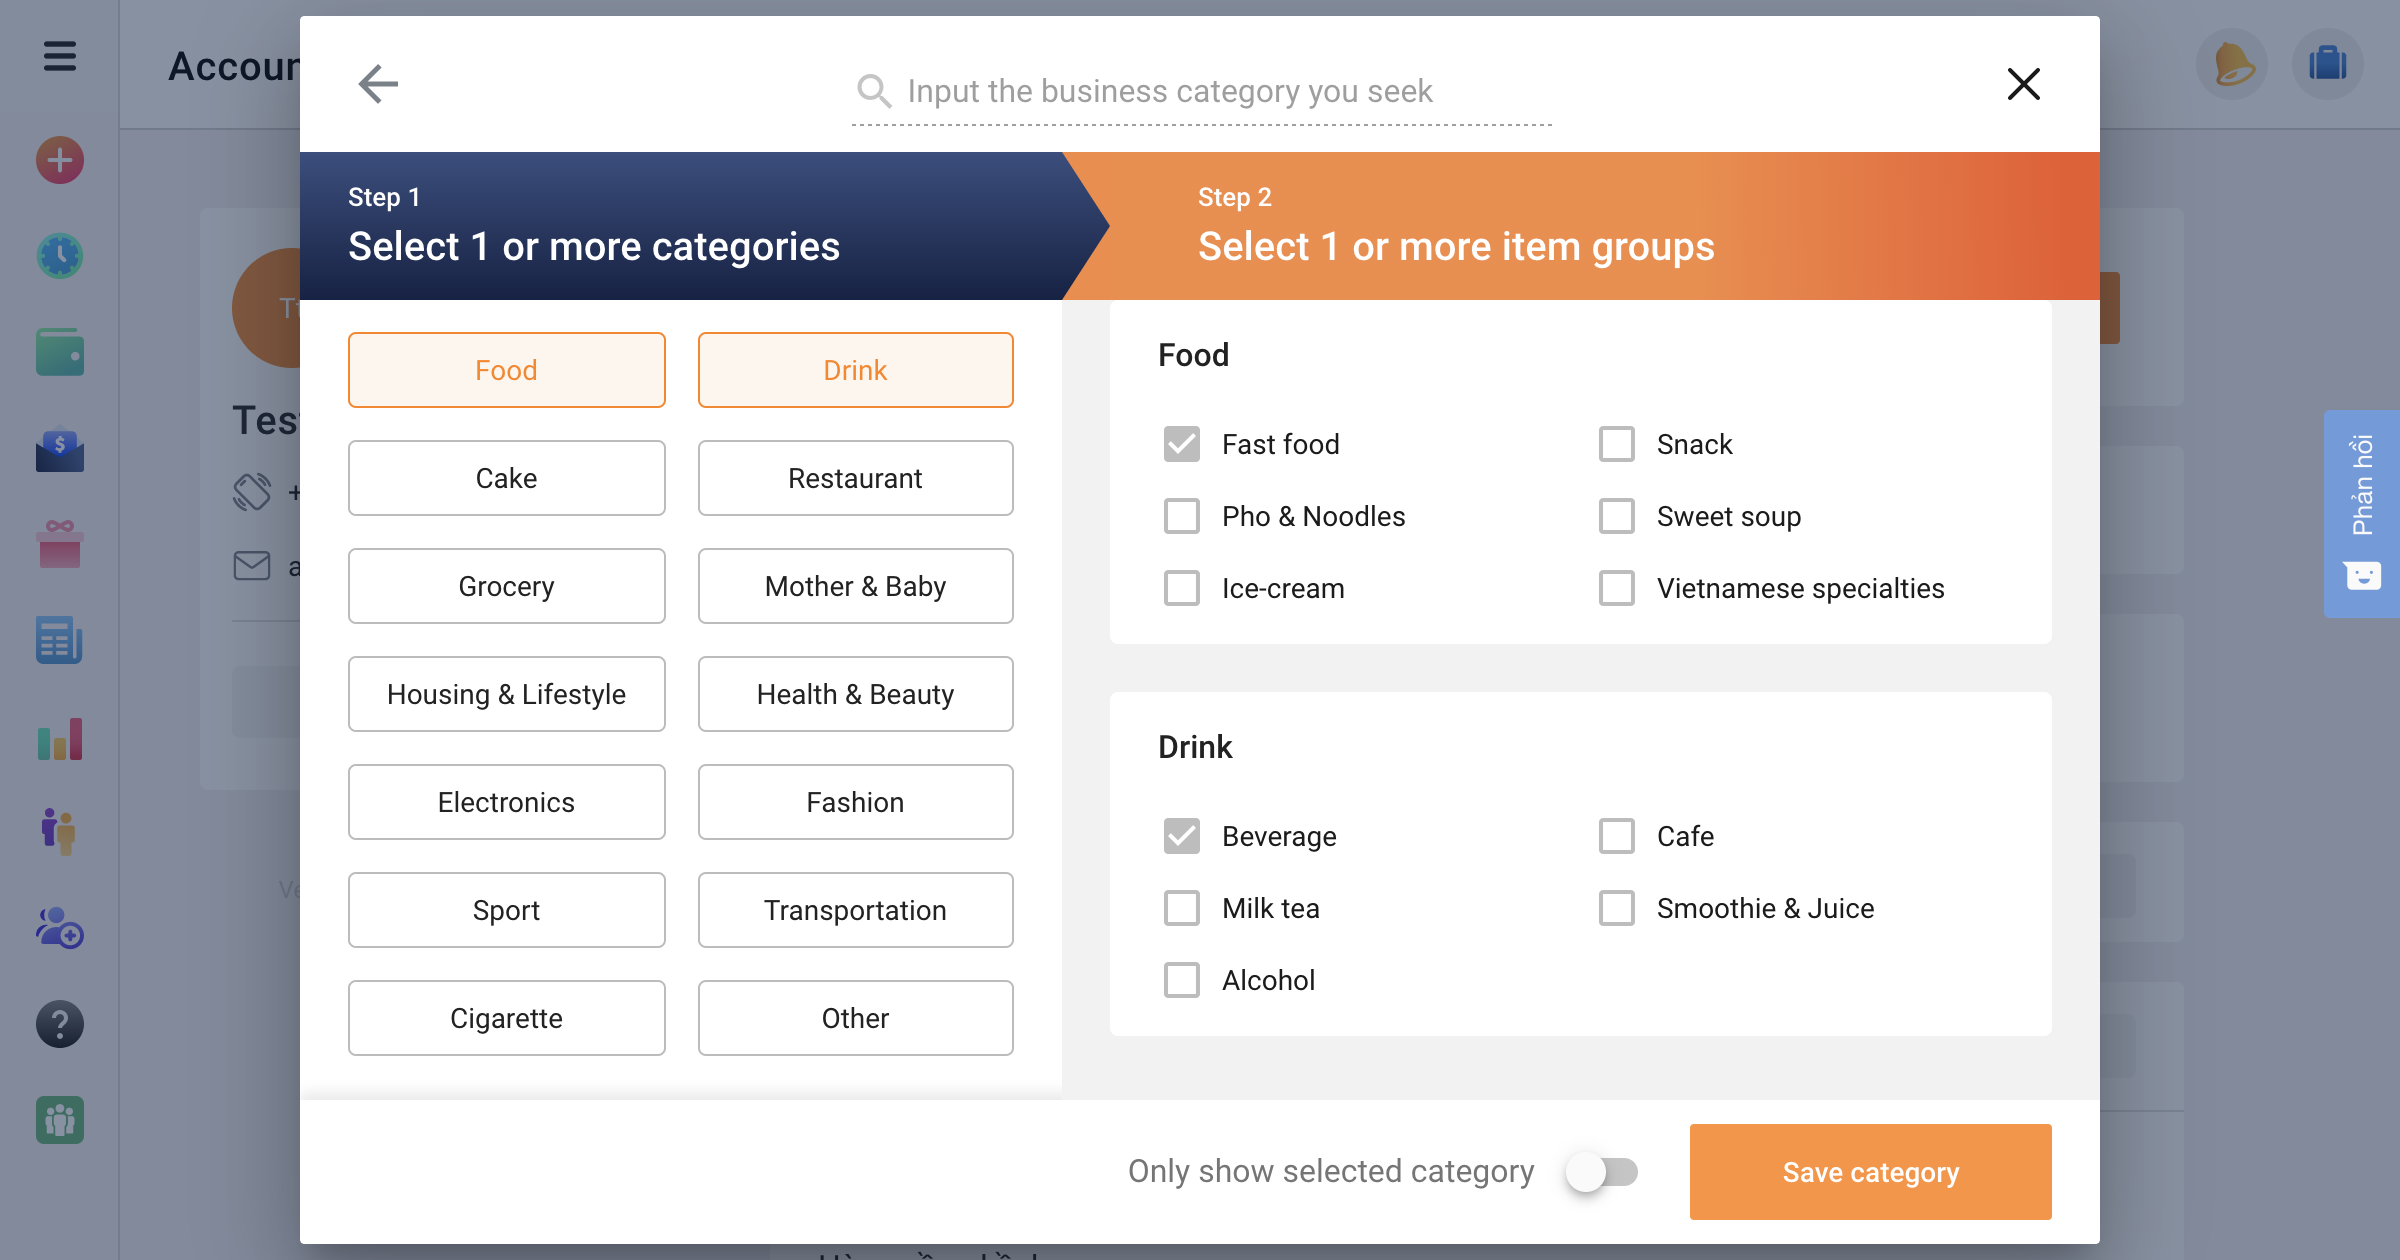 Input the business category you seek
Step 1
Select 1 or more categories
Step 2
Select 1 or more item groups
Food
Drink
Cake
Restaurant
Grocery
Mother & Baby
Housing & Lifestyle
Health & Beauty
Electronics
Fashion
Sport
Transportation
Cigarette
Other
Food
Fast food
Snack
Pho & Noodles
Sweet soup
Ice-cream
Vietnamese specialties
Drink
Beverage
Cafe
Milk tea
Smoothie & Juice
Alcohol
Only show selected category
Save category
Phản hồi